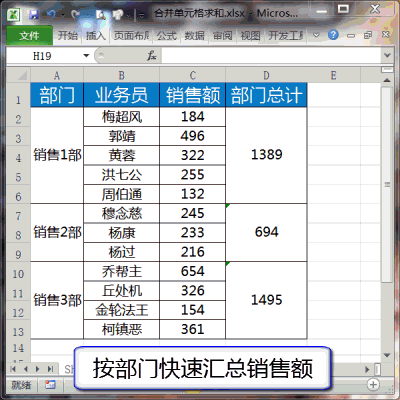 合并单元格求和.xlsx - Micros...
文件 开始 插入 页面布局 公式 数据 审阅 视图 开发工具
H19 fx
A B C D E
1 部门 业务员 销售额 部门总计
2 梅超风 184
3 郭靖 496
4 销售1部 黄蓉 322 1389
5 洪七公 255
6 周伯通 132
7 穆念慈 245
8 销售2部 杨康 233 694
9 杨过 216
10 乔帮主 654
11 销售3部 丘处机 326 1495
12 金轮法王 154
13 柯镇恶 361
14
按部门快速汇总销售额
就绪